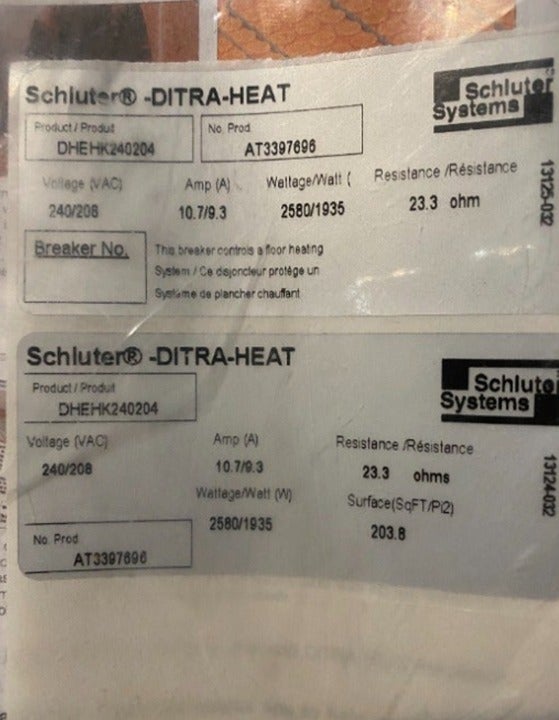 Schluter® -DITRA-HEAT
Schluter
Systems
Product / Produit
DHEHK240204
No. Prod.
AT3397696
Voltage (VAC)
Amp (A)
Wattage/Watt (
Resistance /Résistance
240/208
10.7/9.3
2580/1935
23.3 ohm
13123-032
Breaker No.
This breaker controls a floor heating
System / Ce disjoncteur protège un
Système de plancher chauffant
Schluter® -DITRA-HEAT
Schlute
Systems
Product / Produit
DHEHK240204
Voltage (VAC)
Amp (A)
Resistance /Résistance
240/208
10.7/9.3
23.3 ohms
Wattage/Watt (W)
Surface(SqFT/Pi2)
2580/1935
203.8
13124-032
No. Prod.
AT3397696